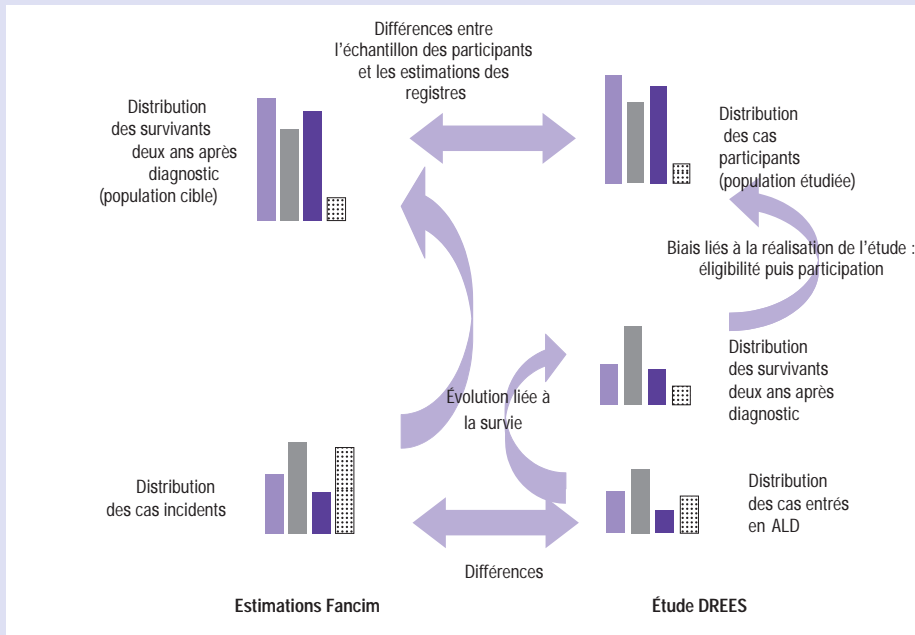 Différences entre
l'échantillon des participants
et les estimations des
registres
Distribution
des survivants
deux ans après
diagnostic
(population cible)
Distribution
des cas
participants
(population étudiée)
Biais liés à la réalisation de l'étude :
éligibilité puis participation
Distribution
des survivants
deux ans après
diagnostic
Évolution liée à
la survie
Distribution
des cas incidents
Distribution
des cas entrés
en ALD
Différences
Estimations Fancim
Étude DREES